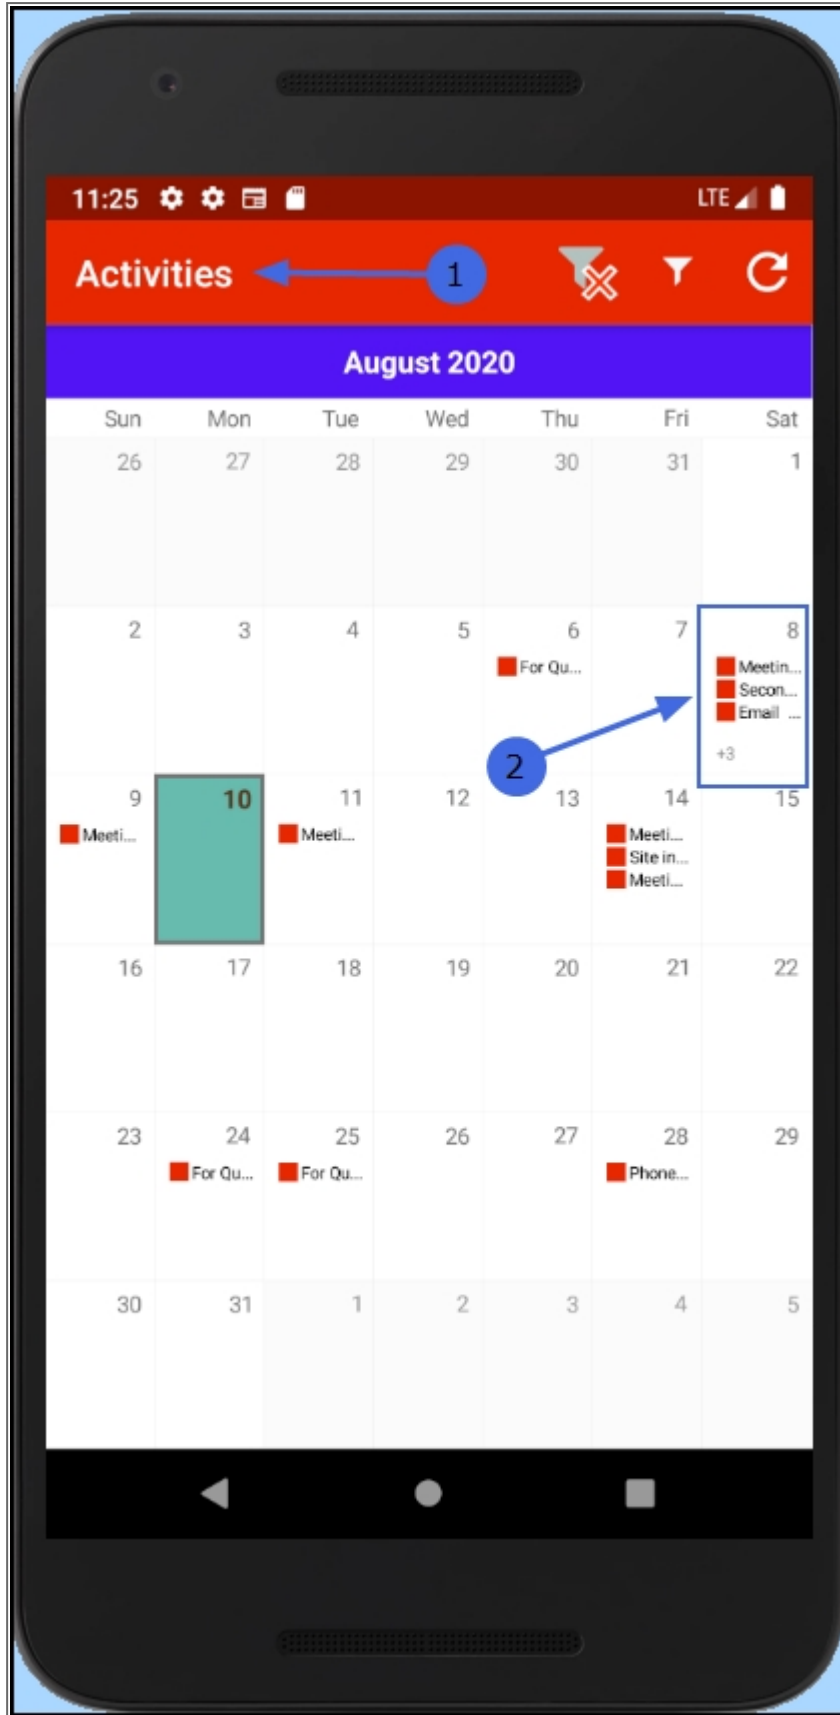 11:25 LTE
Activities 1
August 2020
Sun Mon Tue Wed Thu Fri Sat
26 27 28 29 30 31 1
2 3 4 5 6 7 8
For Qu... Meetin...
Secon...
Email ...
2 +3
9 10 11 12 13 14 15
Meeti... Meeti... Meeti...
Site in...
Meeti...
16 17 18 19 20 21 22
23 24 25 26 27 28 29
For Qu... For Qu... Phone...
30 31 1 2 3 4 5